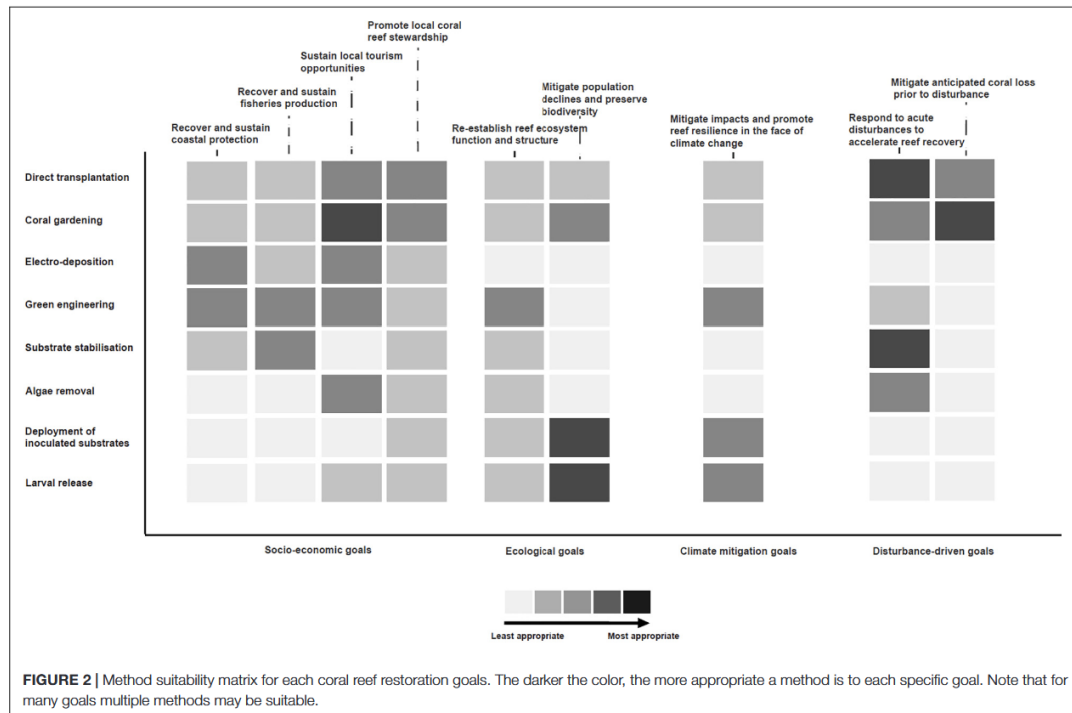 Promote local coral
reef stewardship
Sustain local tourism
opportunities
Recover and sustain
fisheries production
Recover and sustain
coastal protection
Mitigate population
declines and preserve
biodiversity
Re-establish reef ecosystem
function and structure
Mitigate impacts and promote
reef resilience in the face of
climate change
Mitigate anticipated coral loss
prior to disturbance
Respond to acute
disturbances to
accelerate reef recovery
Direct transplantation
Coral gardening
Electro-deposition
Green engineering
Substrate stabilisation
Algae removal
Deployment of
inoculated substrates
Larval release
Socio-economic goals
Ecological goals
Climate mitigation goals
Disturbance-driven goals
Least appropriate
Most appropriate
FIGURE 2 | Method suitability matrix for each coral reef restoration goals. The darker the color, the more appropriate a method is to each specific goal. Note that for
many goals multiple methods may be suitable.